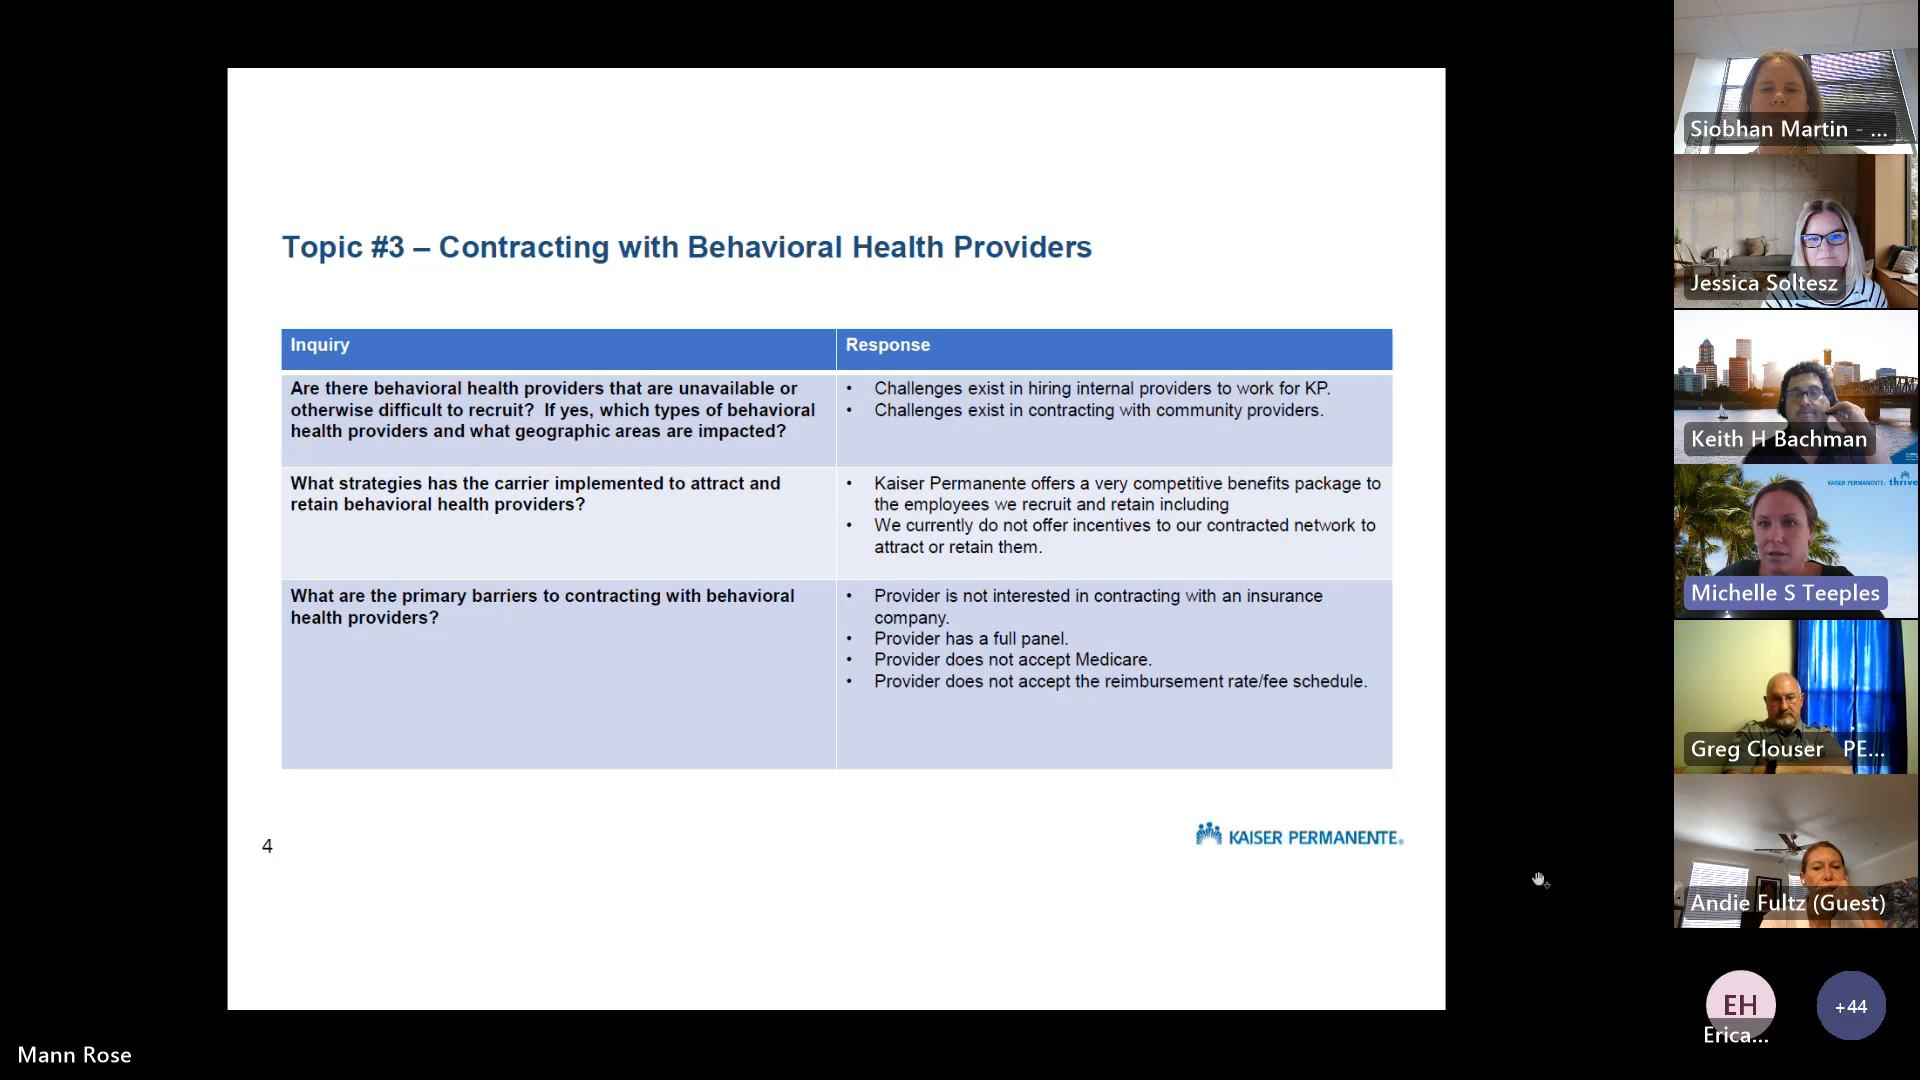 Topic #3 – Contracting with Behavioral Health Providers
Inquiry
Response
Are there behavioral health providers that are unavailable or
otherwise difficult to recruit? If yes, which types of behavioral
health providers and what geographic areas are impacted?
• Challenges exist in hiring internal providers to work for KP.
• Challenges exist in contracting with community providers.
What strategies has the carrier implemented to attract and
retain behavioral health providers?
• Kaiser Permanente offers a very competitive benefits package to
the employees we recruit and retain including
• We currently do not offer incentives to our contracted network to
attract or retain them.
What are the primary barriers to contracting with behavioral
health providers?
• Provider is not interested in contracting with an insurance
company.
• Provider has a full panel.
• Provider does not accept Medicare.
• Provider does not accept the reimbursement rate/fee schedule.
4
KAISER PERMANENTE®
Mann Rose
Siobhan Martin - ...
Jessica Soltesz
Keith H Bachman
KAISER PERMANENTE® thrive
Michelle S Teeples
Greg Clouser PE...
Andie Fultz (Guest)
EH
Erica...
+44